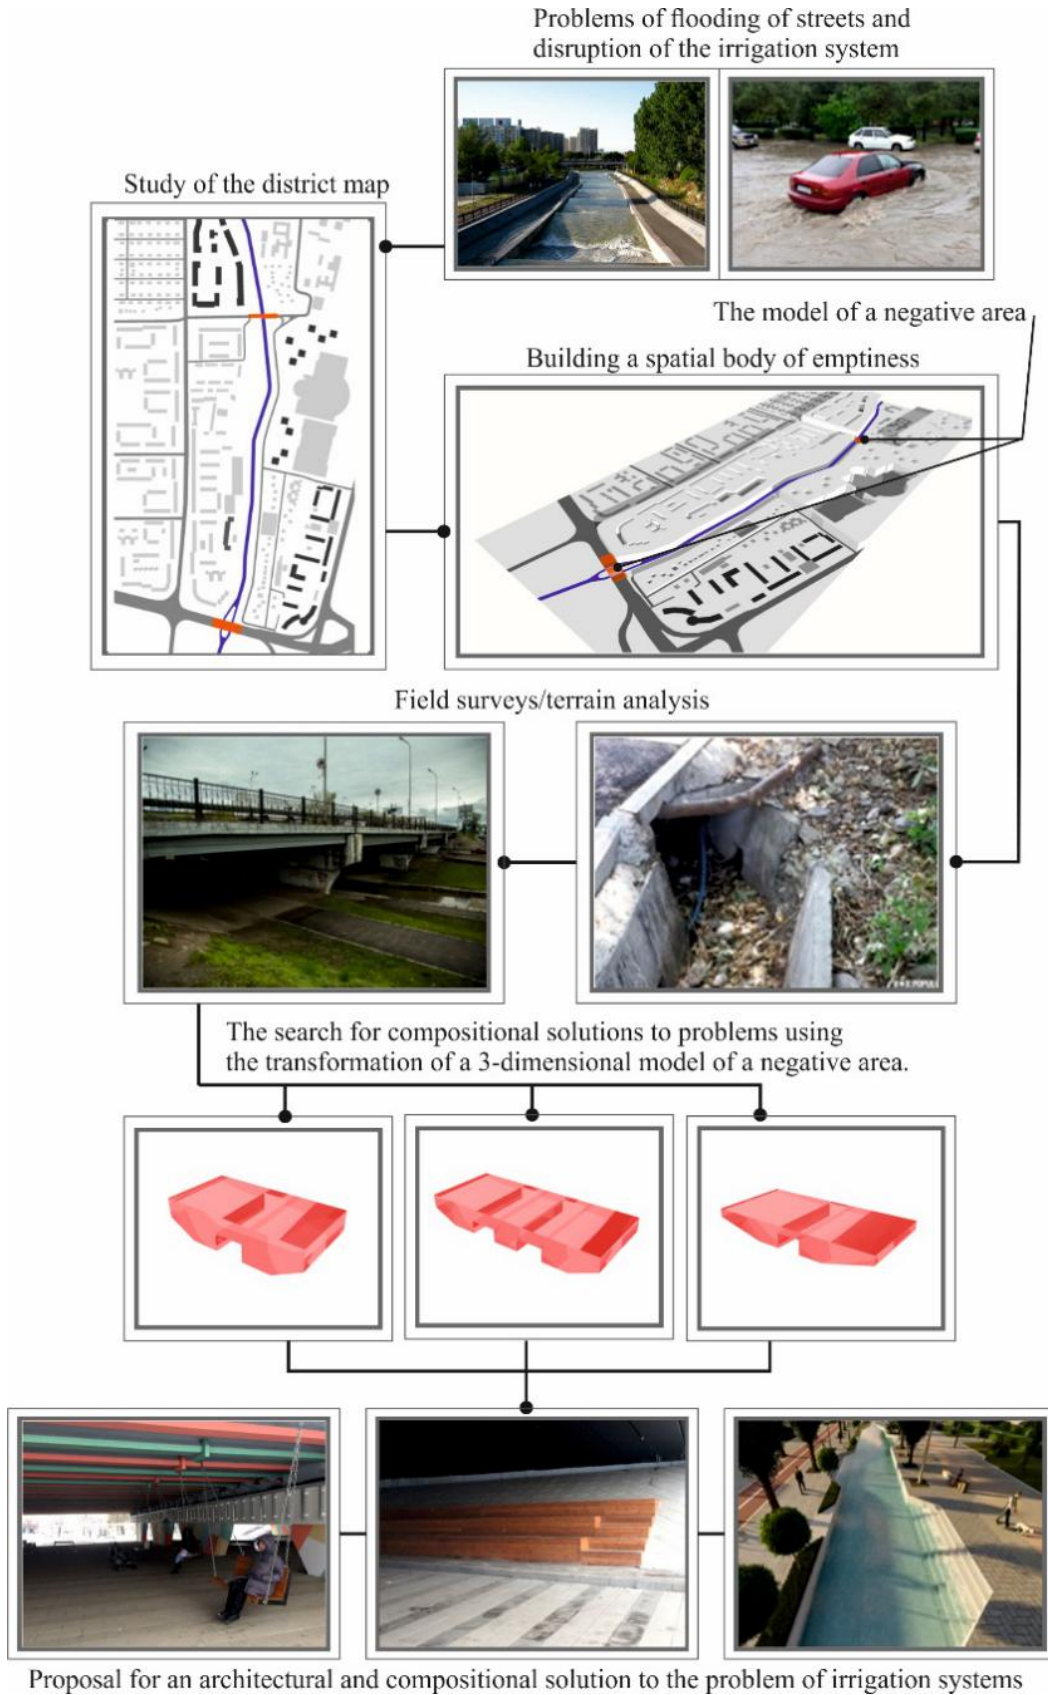 Problems of flooding of streets and
disruption of the irrigation system
Study of the district map
The model of a negative area
Building a spatial body of emptiness
Field surveys/terrain analysis
The search for compositional solutions to problems using
the transformation of a 3-dimensional model of a negative area.
Proposal for an architectural and compositional solution to the problem of irrigation systems